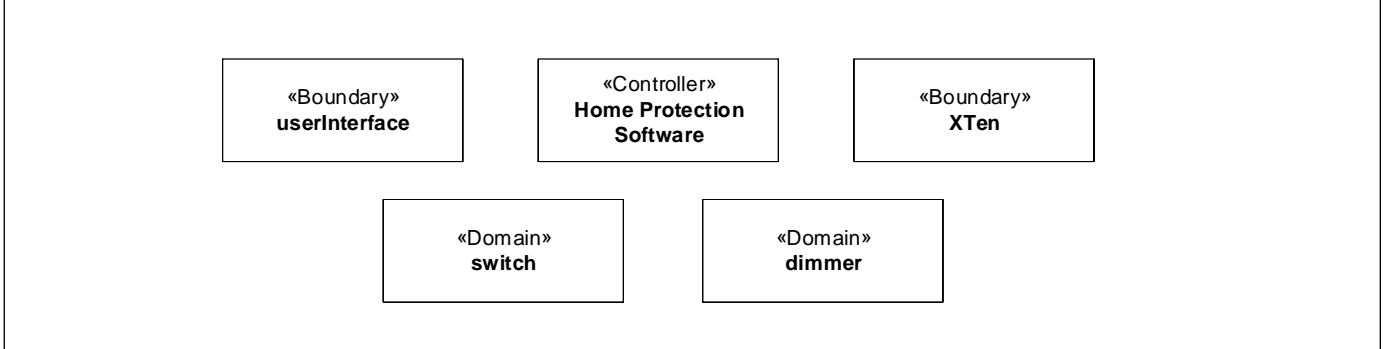 «Boundary»
userInterface
«Controller»
Home Protection
Software
«Boundary»
XTen
«Domain»
switch
«Domain»
dimmer